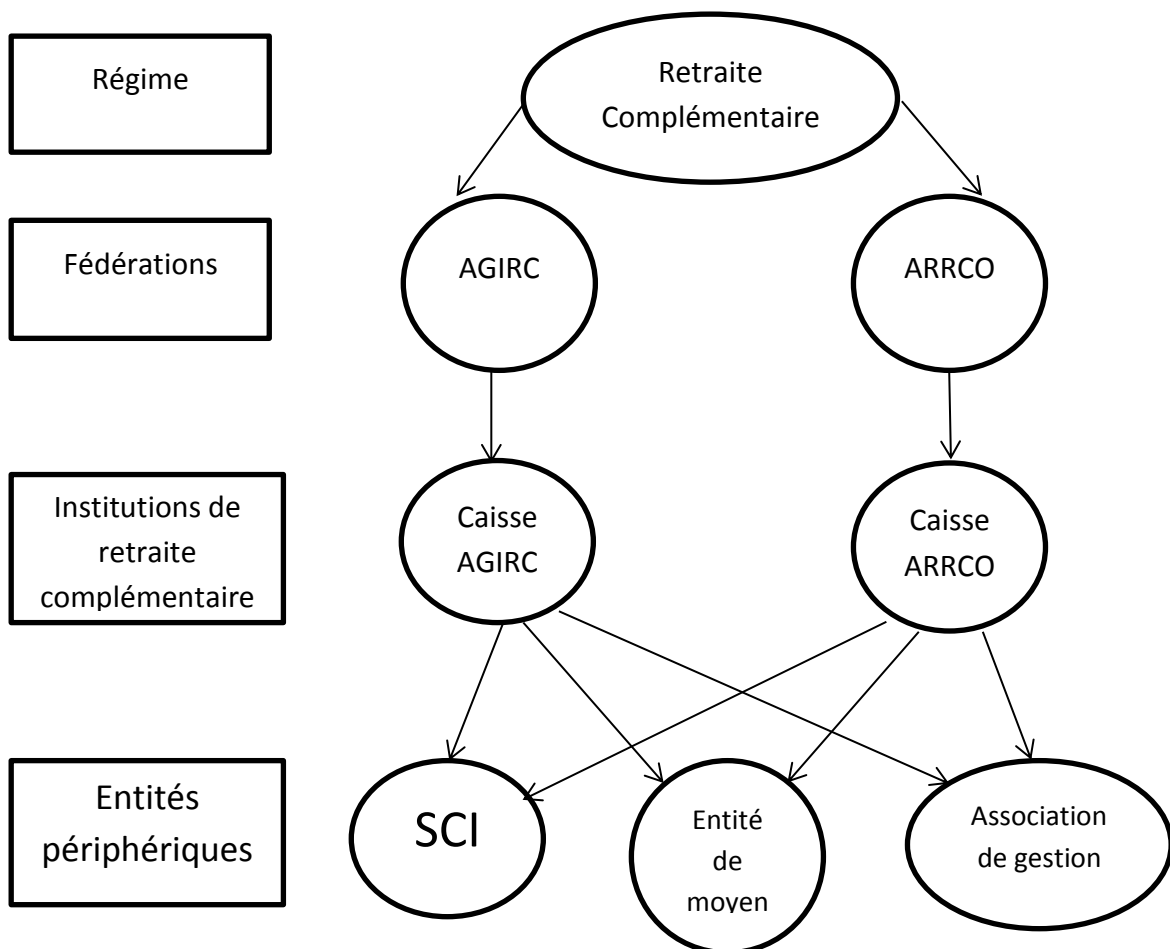 Régime
Retraite
Complémentaire
Fédérations
AGIRC
ARRCO
Institutions de
retraite
complémentaire
Caisse
AGIRC
Caisse
ARRCO
Entités
périphériques
SCI
Entité
de
moyen
Association
de gestion